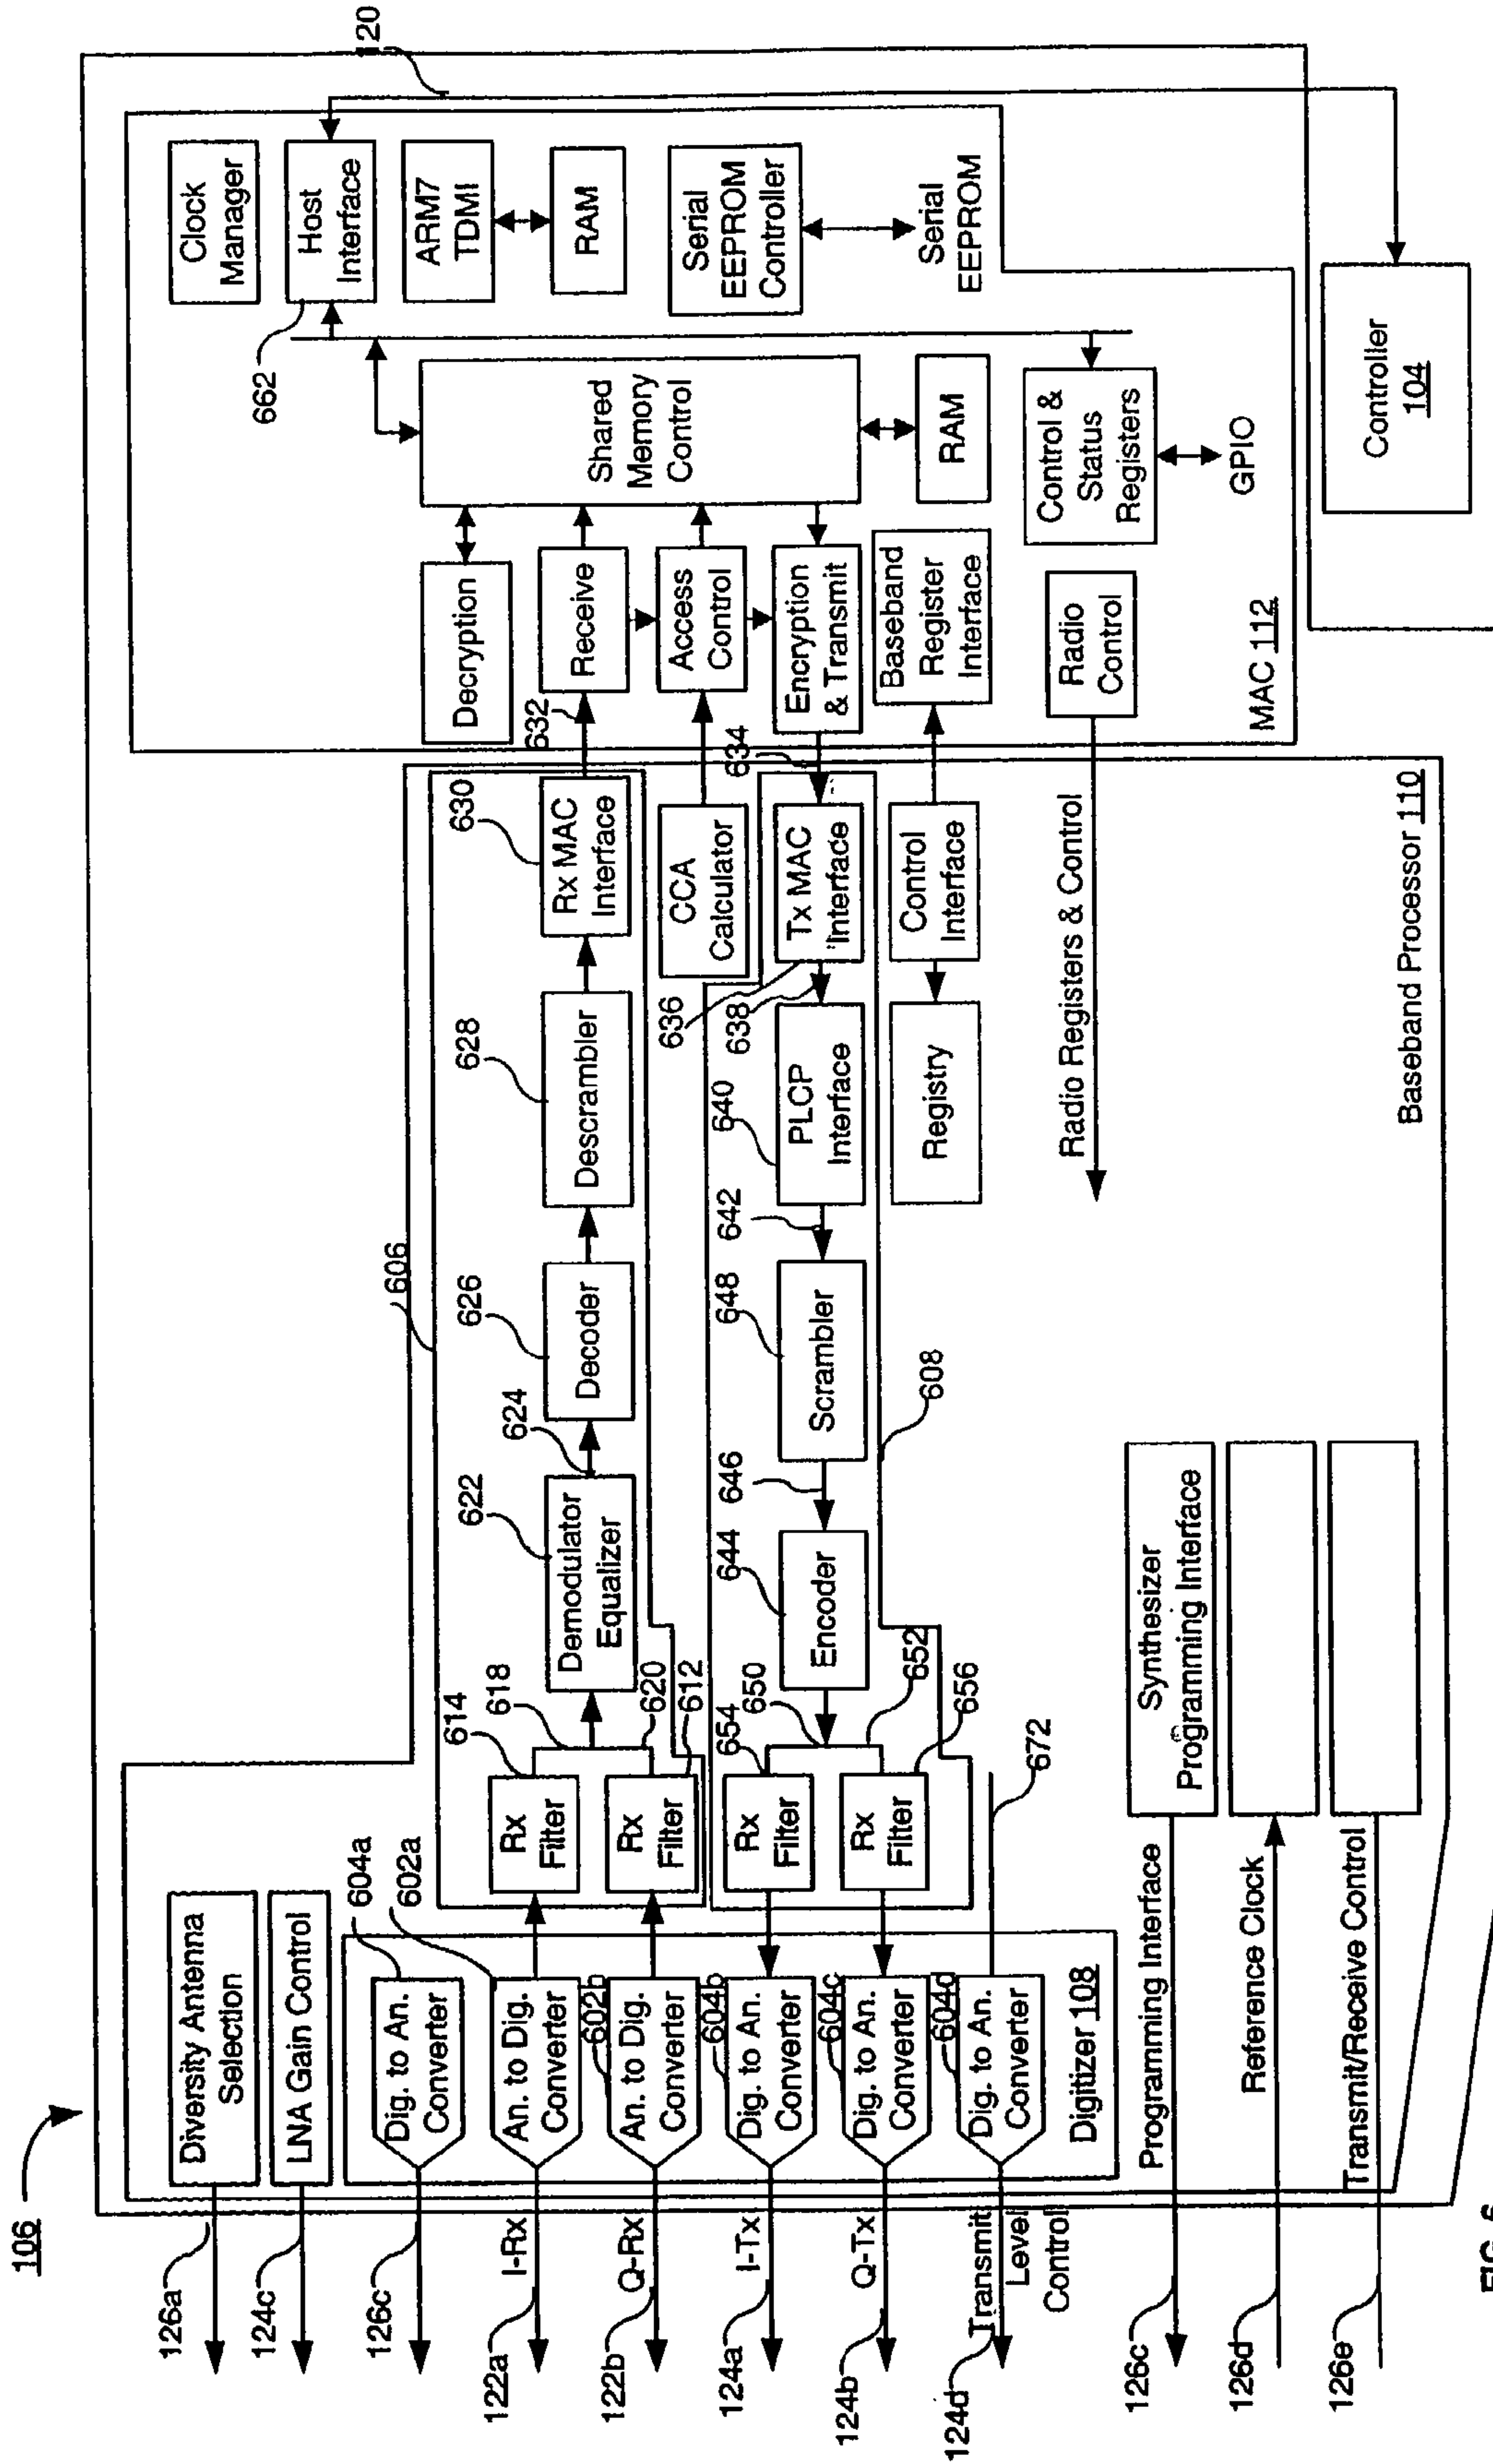 106
126a
124c
126c
122a
I-Rx
122b
Q-Rx
124a
I-Tx
124b
Q-Tx
124d
Transmit
Level
Control
126c
126d
126e
Diversity Antenna
Selection
LNA Gain Control
604a
602a
Dig. to An.
Converter
An. to Dig.
Converter
602b
An. to Dig.
Converter
604b
Dig. to An.
Converter
604c
Dig. to An.
Converter
604d
Dig. to An.
Converter
Digitizer 108
Programming Interface
Reference Clock
Transmit/Receive Control
606
614
Rx
Filter
618
620
Rx
Filter
612
622
Demodulator
Equalizer
624
626
Decoder
628
Descrambler
630
Rx MAC
Interface
632
CCA
Calculator
654
Rx
Filter
650
Rx
Filter
652
656
672
644
Encoder
646
648
Scrambler
608
642
640
PLCP
Interface
638
636
Tx MAC
Interface
634
Registry
Control
Interface
Radio Registers & Control
Synthesizer
Programming Interface
Baseband Processor 110
Decryption
Receive
Access
Control
Encryption
& Transmit
Baseband
Register
Interface
Radio
Control
MAC 112
Shared
Memory
Control
RAM
Control &
Status
Registers
GPIO
662
Clock
Manager
Host
Interface
ARM7
TDMI
RAM
Serial
EEPROM
Controller
Serial
EEPROM
Controller
104
120
FIG. 6